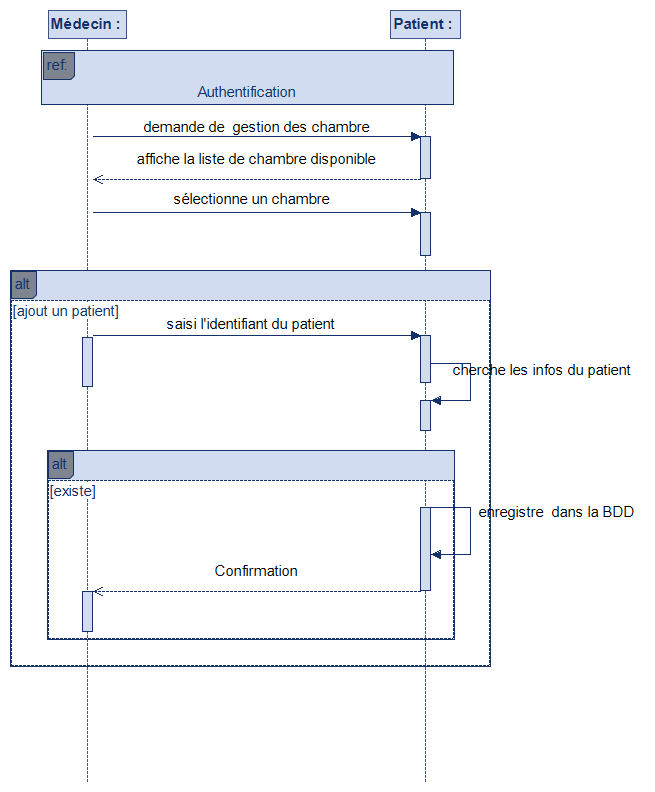 Médecin :
Patient :
ref:
Authentification
demande de  gestion des chambre
affiche la liste de chambre disponible
sélectionne un chambre
alt
[ajout un patient]
saisi l'identifiant du patient
cherche les infos du patient
alt
[existe]
enregistre  dans la BDD
Confirmation